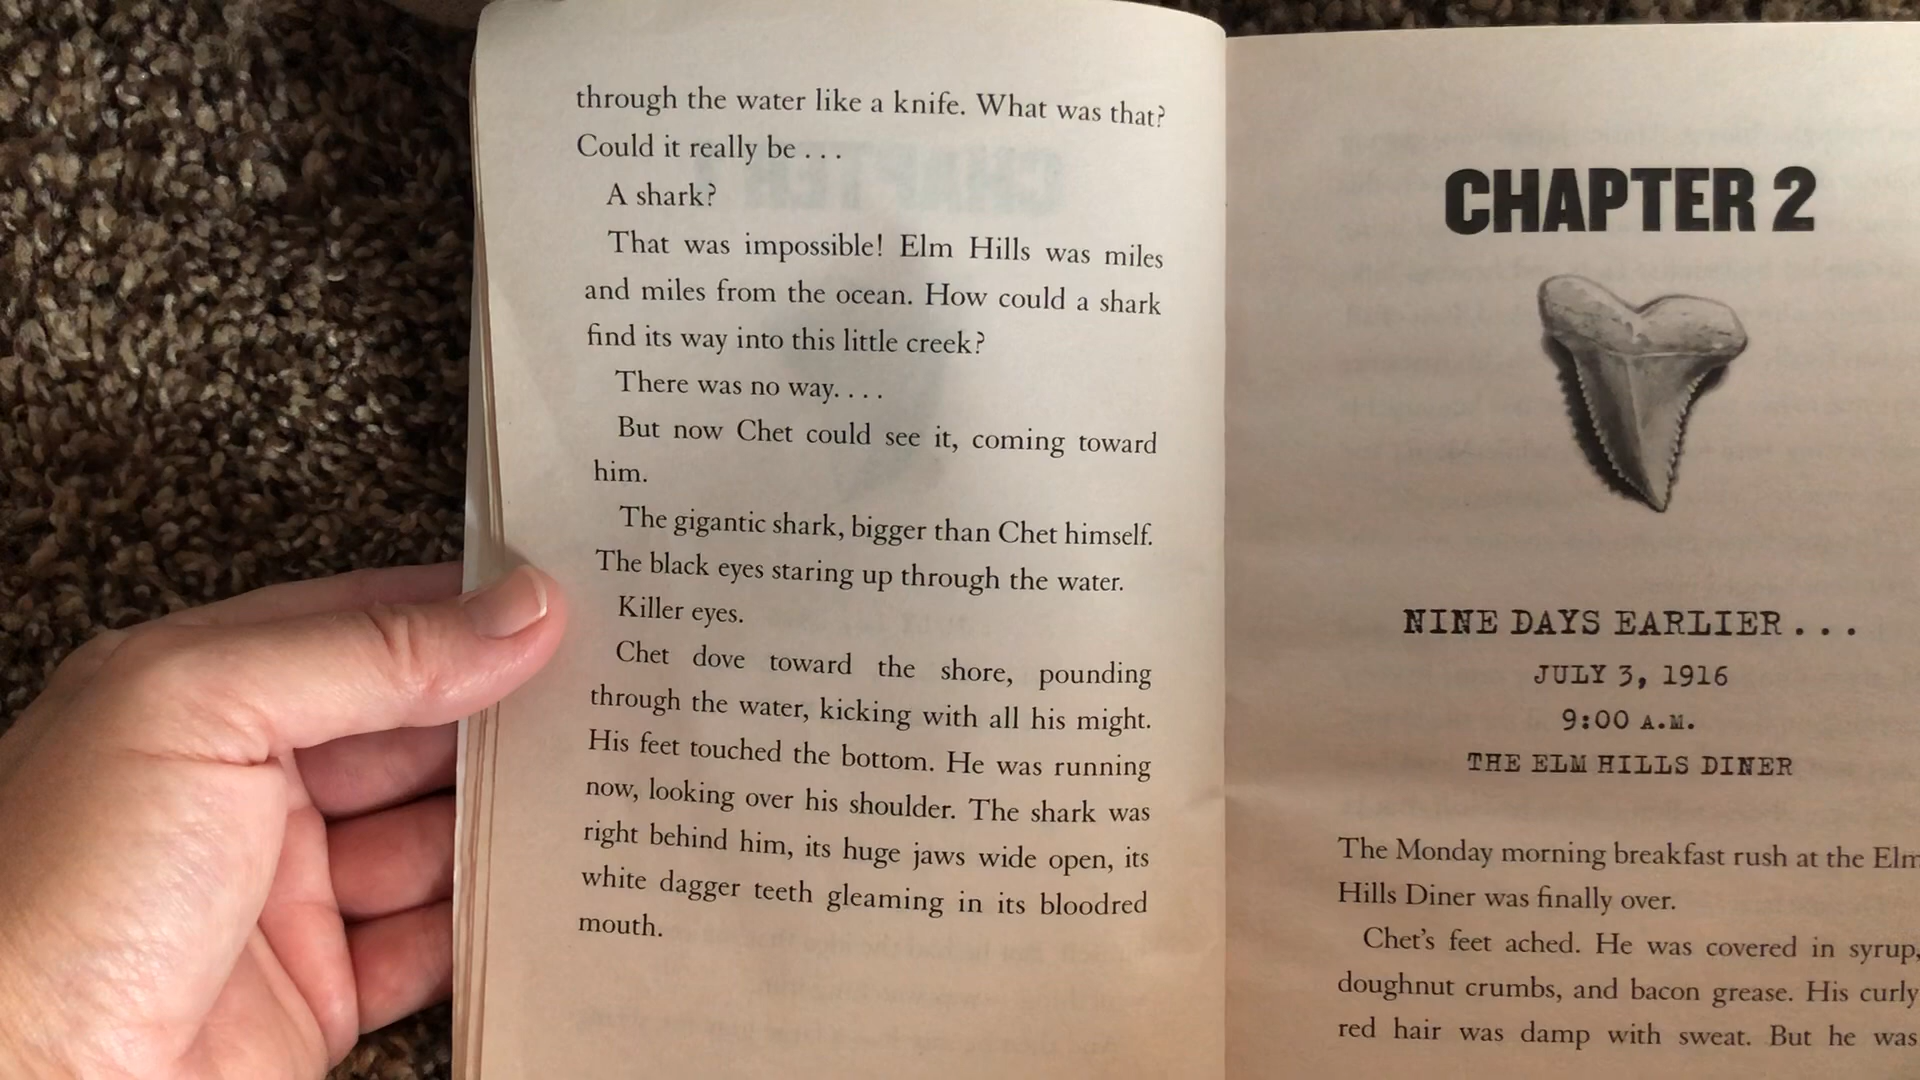 through the water like a knife. What was that?
Could it really be . . .
A shark?
That was impossible! Elm Hills was miles
and miles from the ocean. How could a shark
find its way into this little creek?
There was no way. . . .
But now Chet could see it, coming toward
him.
The gigantic shark, bigger than Chet himself.
The black eyes staring up through the water.
Killer eyes.
Chet dove toward the shore, pounding
through the water, kicking with all his might.
His feet touched the bottom. He was running
now, looking over his shoulder. The shark was
right behind him, its huge jaws wide open, its
white dagger teeth gleaming in its bloodred
mouth.
CHAPTER 2
NINE DAYS EARLIER . . .
JULY 3, 1916
9:00 A.M.
THE ELM HILLS DINER
The Monday morning breakfast rush at the Elm
Hills Diner was finally over.
Chet's feet ached. He was covered in syrup,
doughnut crumbs, and bacon grease. His curly
red hair was damp with sweat. But he was